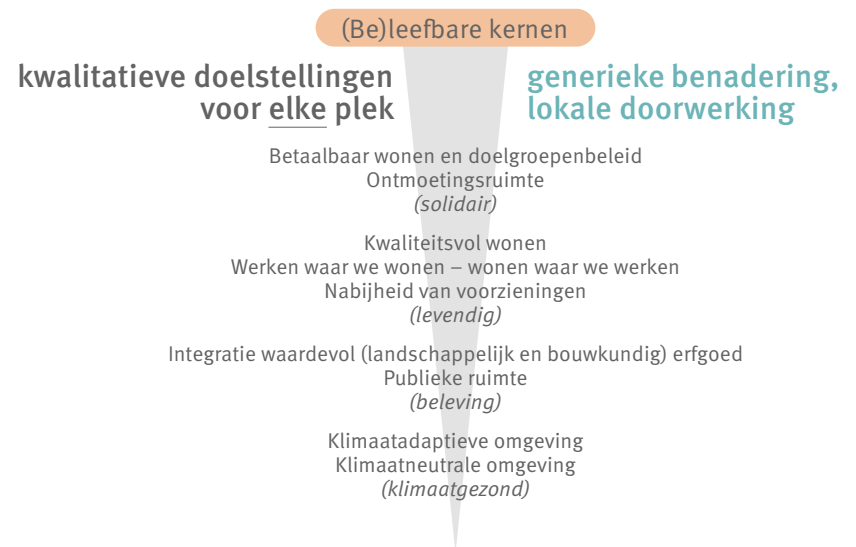 (Be)leefbare kernen
kwalitatieve doelstellingen
voor elke plek
generieke benadering,
lokale doorwerking
Betaalbaar wonen en doelgroepenbeleid
Ontmoetingsruimte
(solidair)
Kwaliteitsvol wonen
Werken waar we wonen – wonen waar we werken
Nabijheid van voorzieningen
(levendig)
Integratie waardevol (landschappelijk en bouwkundig) erfgoed
Publieke ruimte
(beleving)
Klimaatadaptieve omgeving
Klimaatneutrale omgeving
(klimaatgezond)